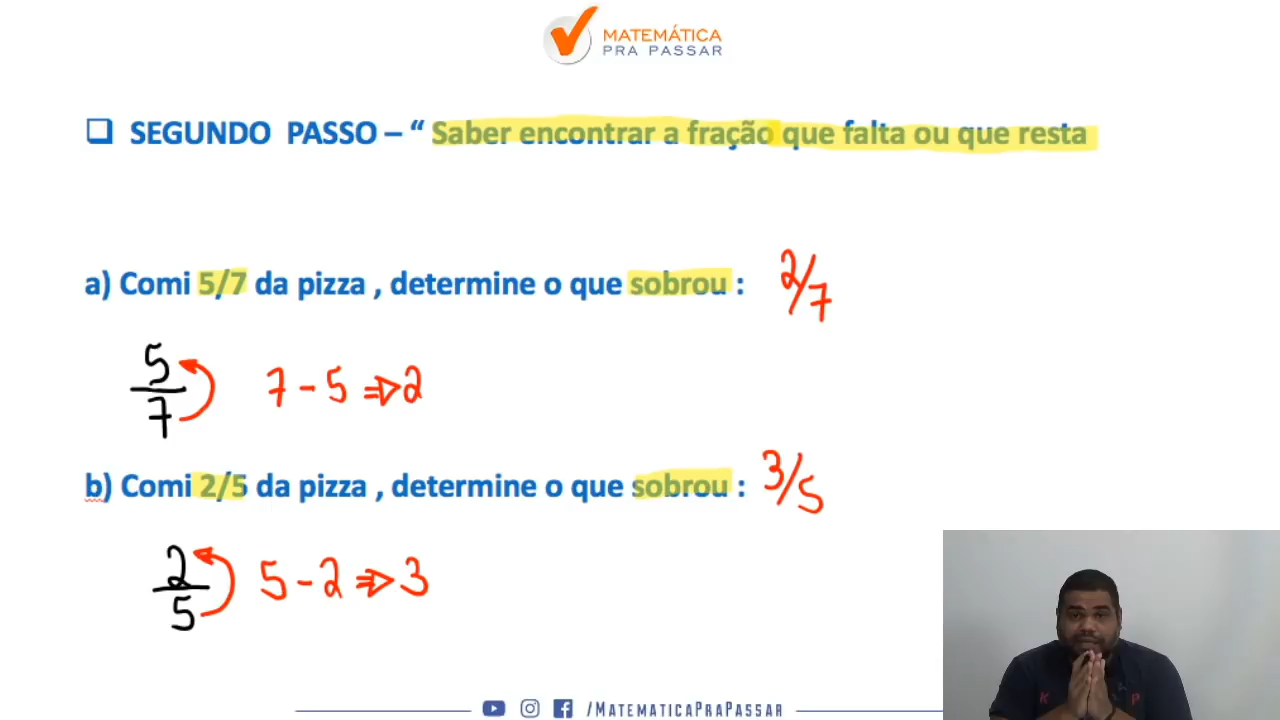 MATEMÁTICA
PRA PASSAR
❑ SEGUNDO PASSO – “ Saber encontrar a fração que falta ou que resta
a) Comi 5/7 da pizza , determine o que sobrou : 2/7
5/7 7 - 5 ⇒ 2
b) Comi 2/5 da pizza , determine o que sobrou : 3/5
2/5 5 - 2 ⇒ 3
K P
/MATEMATICAPRAPASSAR